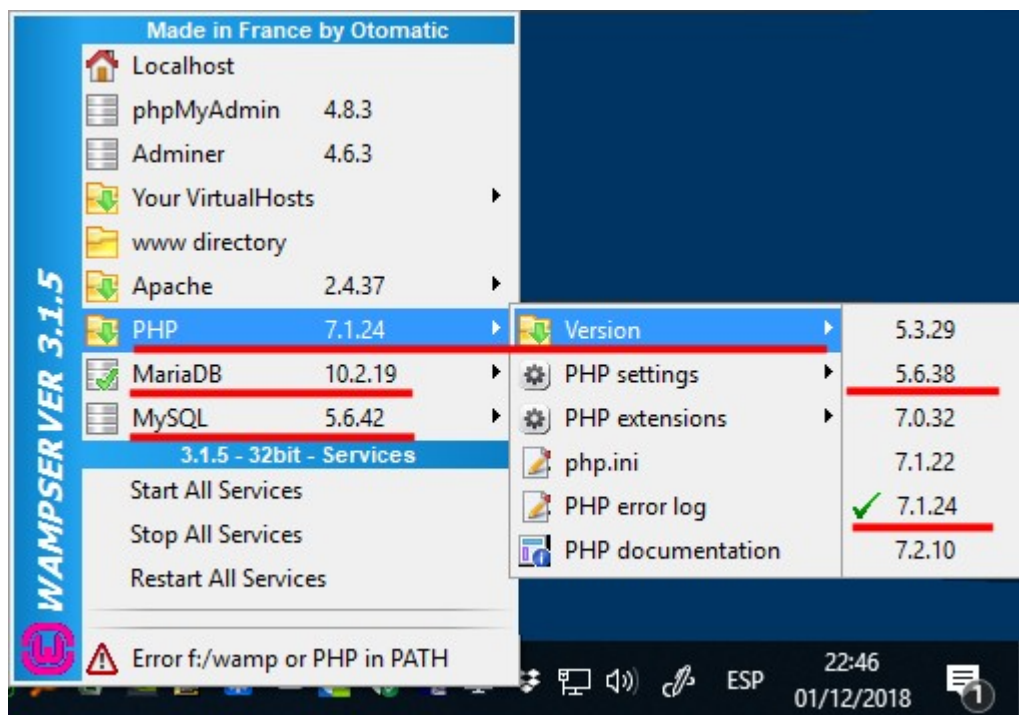 Made in France by Otomatic
Localhost
phpMyAdmin 4.8.3
Adminer 4.6.3
Your VirtualHosts
www directory
Apache 2.4.37
PHP 7.1.24
MariaDB 10.2.19
MySQL 5.6.42
3.1.5 - 32bit - Services
Start All Services
Stop All Services
Restart All Services
Error f:/wamp or PHP in PATH
WAMPSERVER 3.1.5
Version
PHP settings
PHP extensions
php.ini
PHP error log
PHP documentation
5.3.29
5.6.38
7.0.32
7.1.22
7.1.24
7.2.10
ESP
22:46
01/12/2018
1